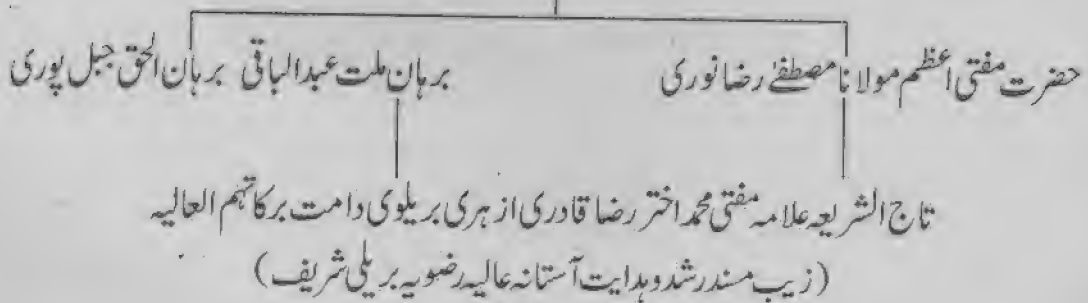 حضرت مفتی اعظم مولانا مصطفےٰ رضا نوری
برہان ملت عبدالباقی برہان الحق جبل پوری
تاج الشریعہ علامہ مفتی محمد اختر رضا قادری ازہری بریلوی دامت برکاتہم العالیہ
(زیب مسند رشد و ہدایت آستانہ عالیہ رضویہ بریلی شریف)